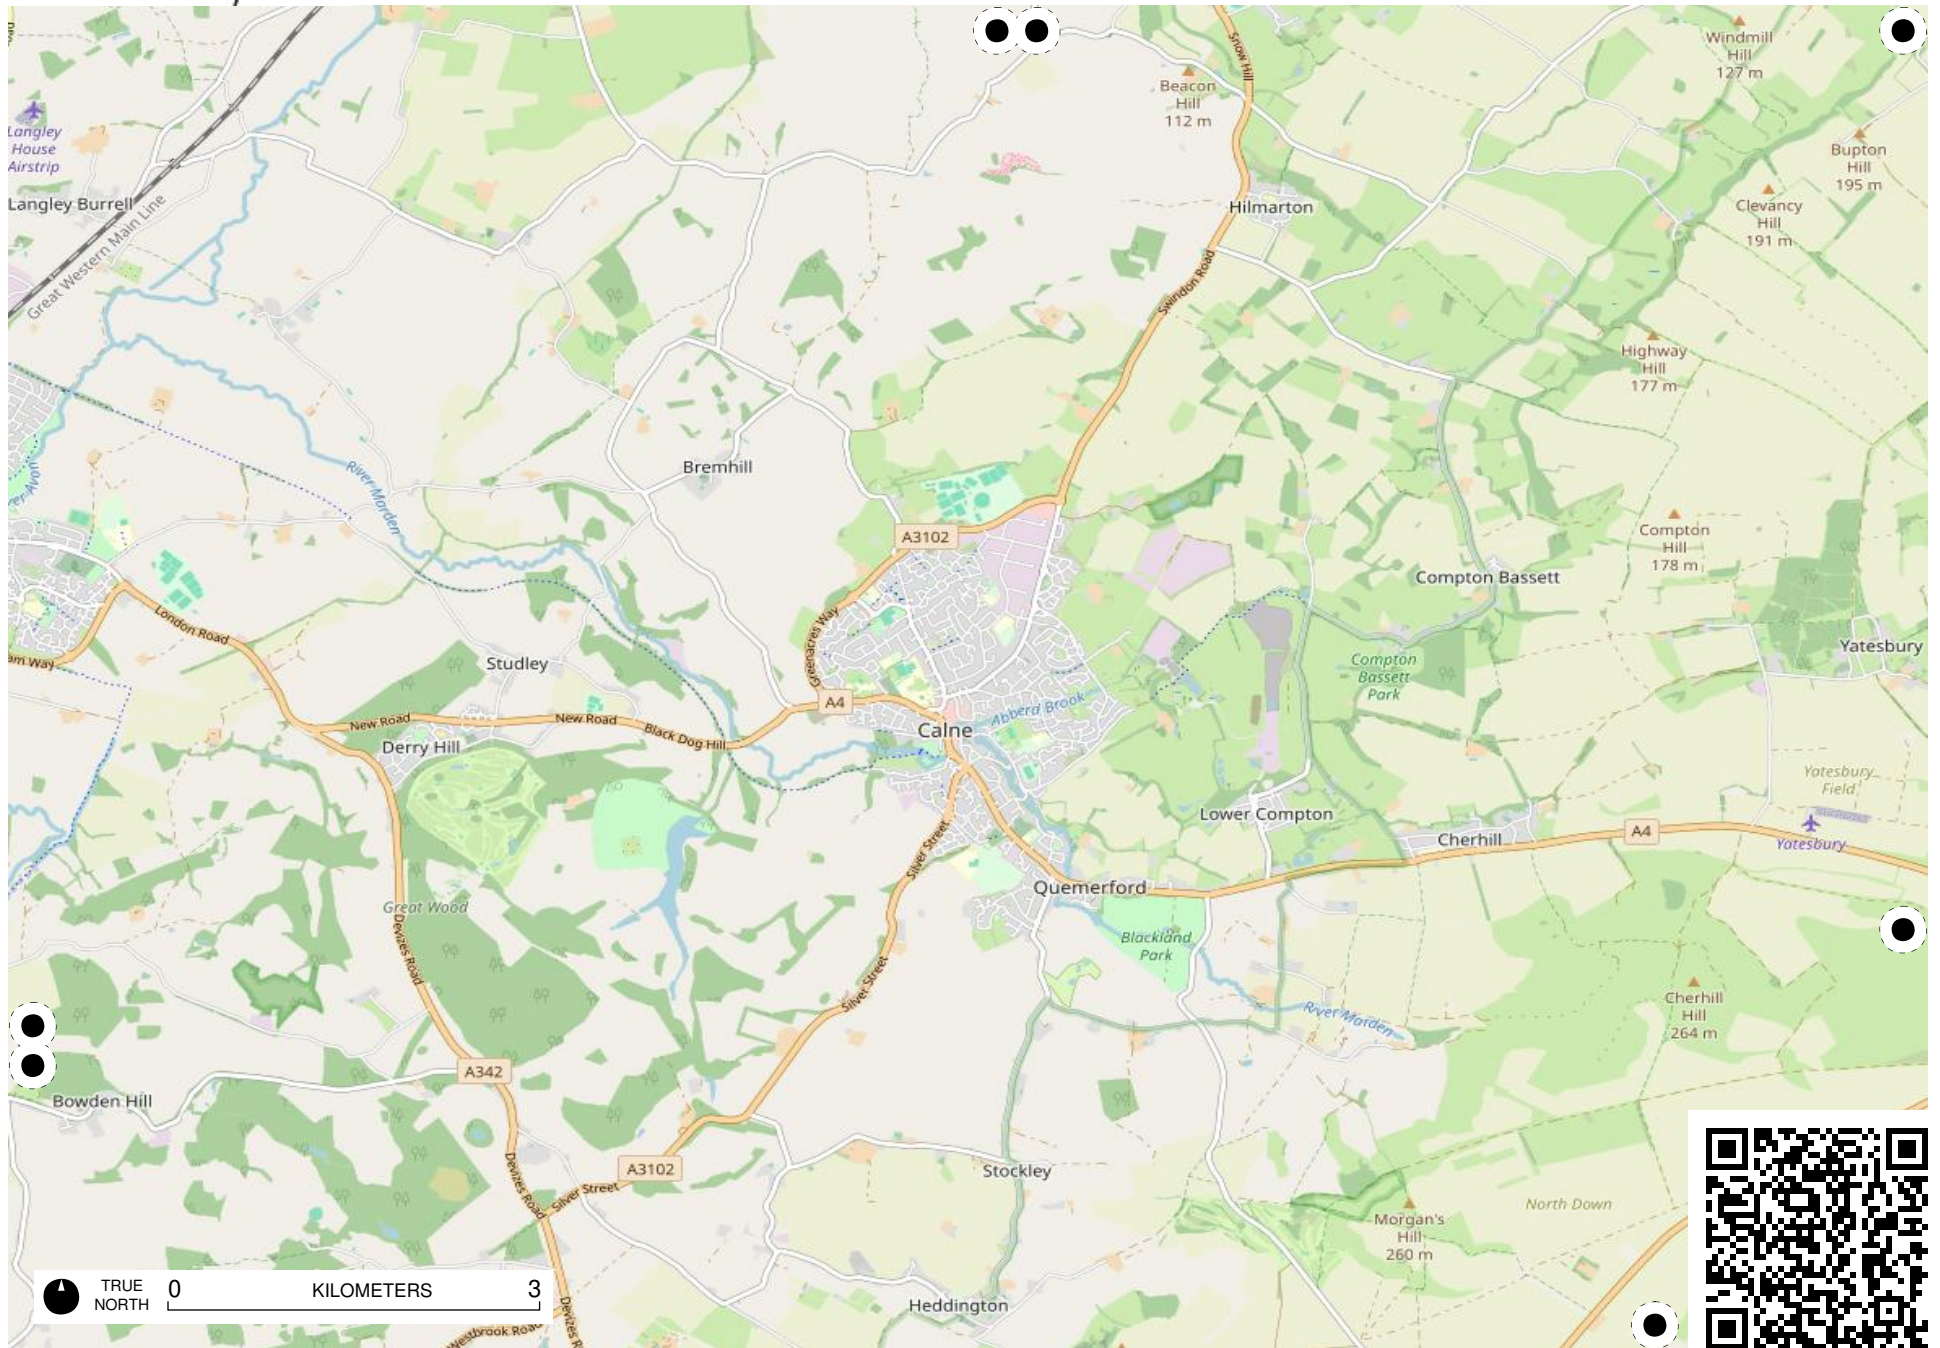 Snow Hill
Windmill
Hill
127 m
Beacon
Hill
112 m
Langley
House
Airstrip
Bupton
Hill
195 m
Langley Burrell
Great Western Main Line
Hilmarton
Clevancy
Hill
191 m
Swindon Road
Highway
Hill
177 m
Bremhill
River Marden
A3102
Compton
Hill
178 m
Compton Bassett
London Road
Greenacres Way
am Way
Studley
Compton
Bassett
Park
Yatesbury
A4
New Road
New Road
Black Dog Hill
Abberd Brook
Calne
Derry Hill
Yatesbury
Field
Lower Compton
Cherhill
A4
Yatesbury
Silver Street
Quemerford
Great Wood
Devizes Road
Blackland
Park
Silver Street
Cherhill
Hill
264 m
River Marden
A342
Bowden Hill
Stockley
A3102
Silver Street
Devizes Road
North Down
Morgan's
Hill
260 m
TRUE
NORTH
0 KILOMETERS 3
Heddington
Devizes R
Westbrook Road